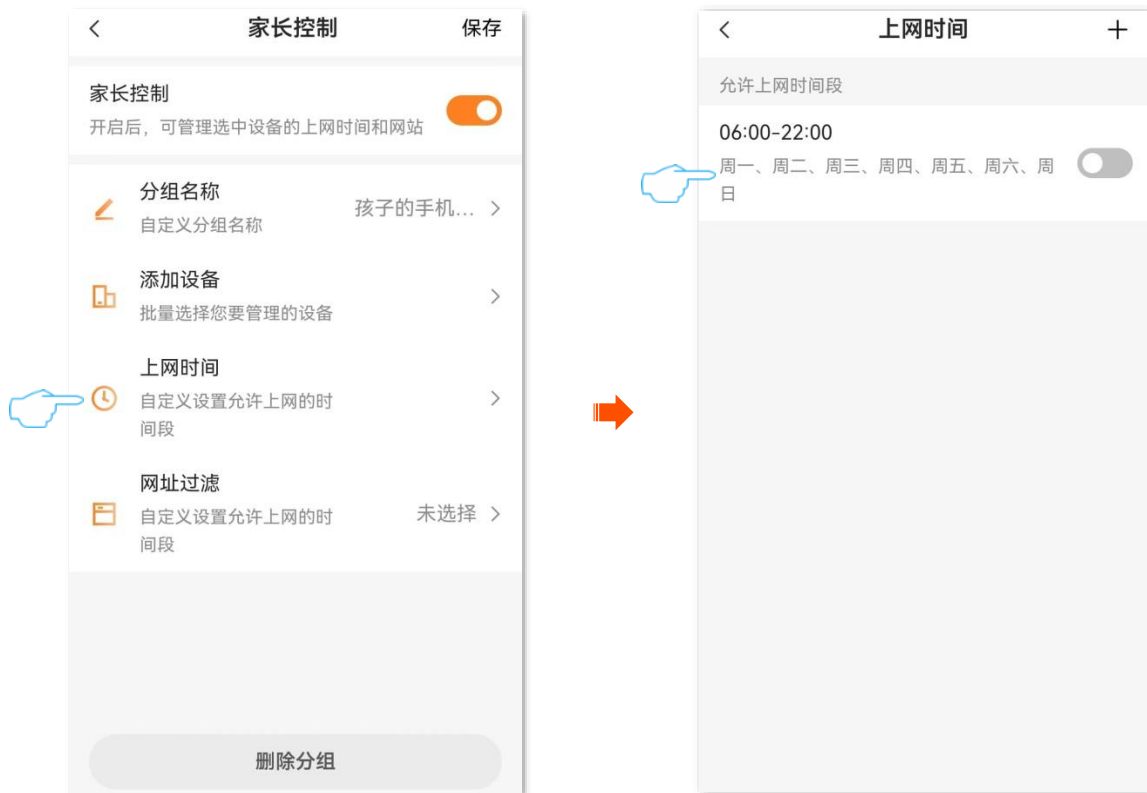 家长控制
保存
家长控制
开启后，可管理选中设备的上网时间和网站
分组名称
孩子的手机...
自定义分组名称
添加设备
批量选择您要管理的设备
上网时间
自定义设置允许上网的时
间段
网址过滤
未选择
自定义设置允许上网的时
间段
删除分组
上网时间
允许上网时间段
06:00-22:00
周一、周二、周三、周四、周五、周六、周
日